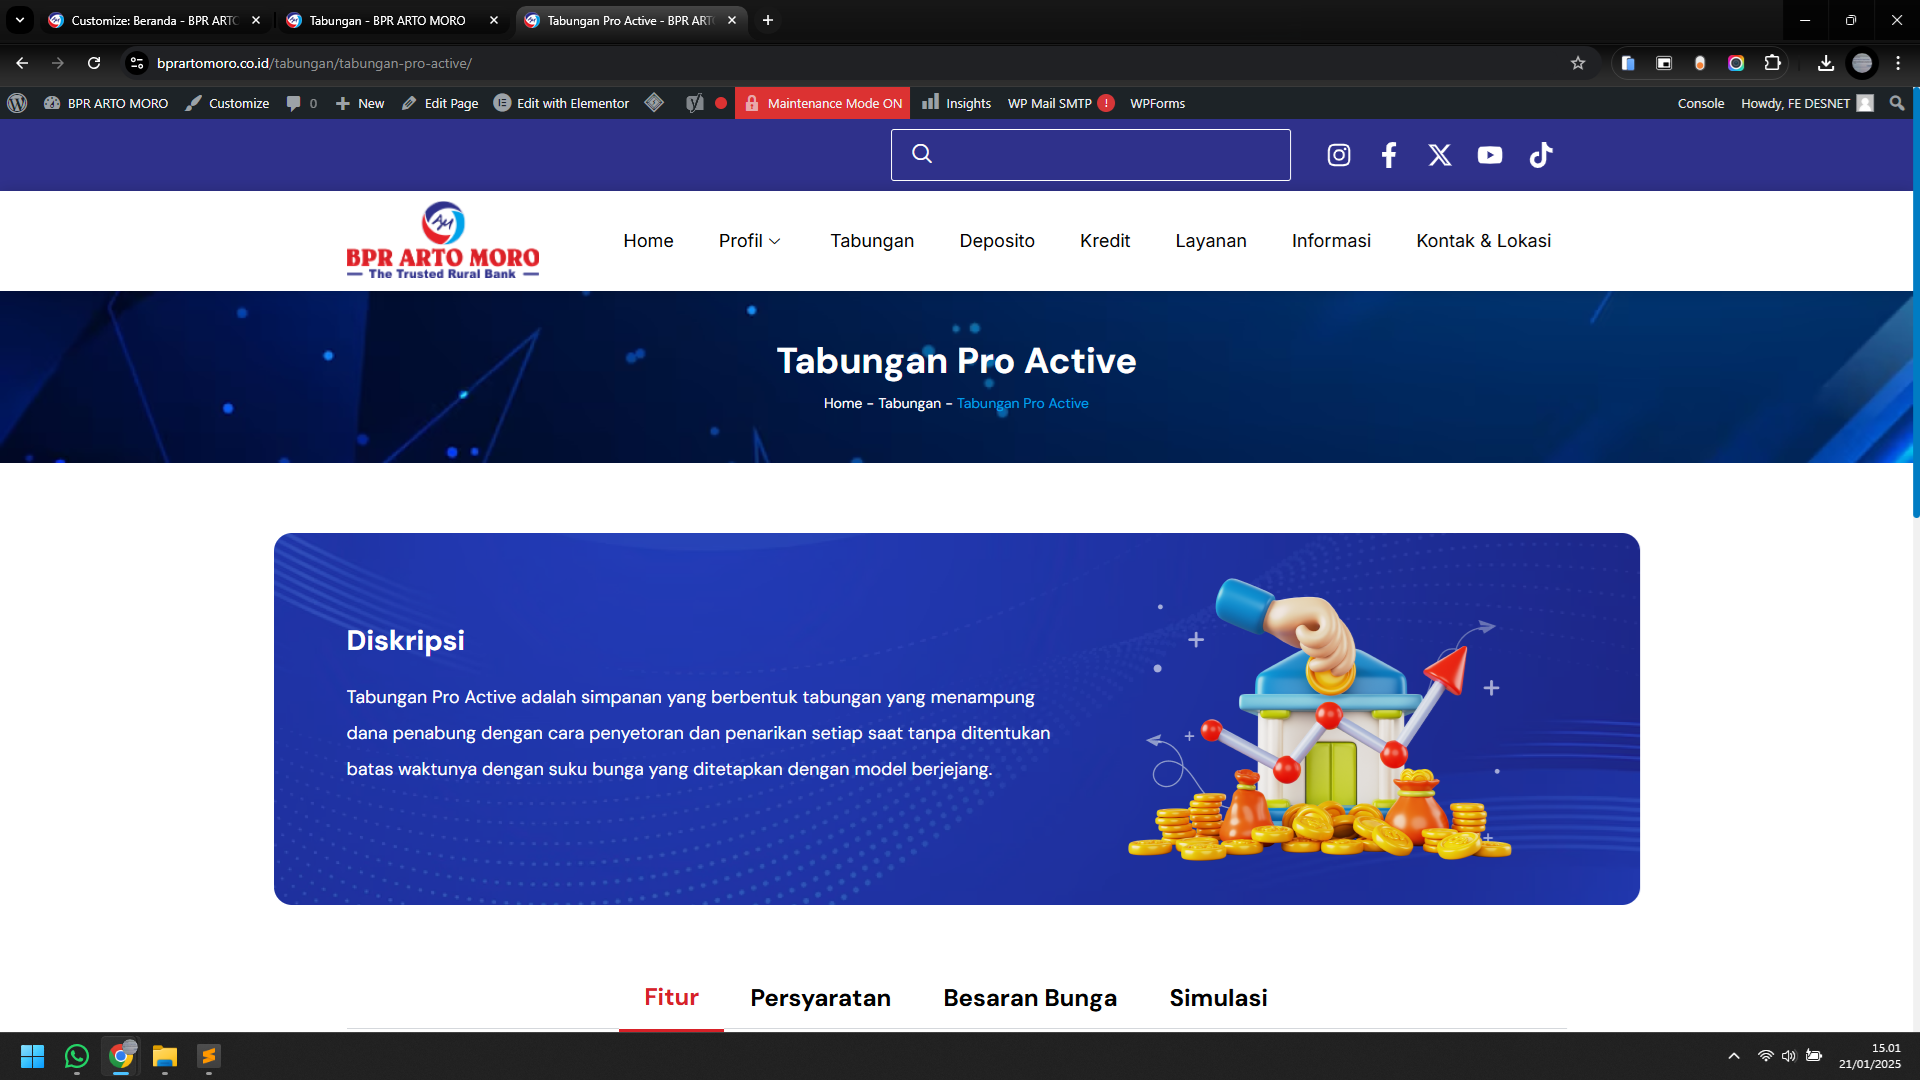 Customize: Beranda - BPR ARTO
Tabungan - BPR ARTO MORO
Tabungan Pro Active - BPR ART
bprartomoro.co.id/tabungan/tabungan-pro-active/
BPR ARTO MORO
Customize
0
New
Edit Page
Edit with Elementor
Maintenance Mode ON
Insights
WP Mail SMTP !
WPForms
Console
Howdy, FE DESNET
AM
BPR ARTO MORO
The Trusted Rural Bank
Home
Profil
Tabungan
Deposito
Kredit
Layanan
Informasi
Kontak & Lokasi
Tabungan Pro Active
Home - Tabungan - Tabungan Pro Active
Diskripsi
Tabungan Pro Active adalah simpanan yang berbentuk tabungan yang menampung
dana penabung dengan cara penyetoran dan penarikan setiap saat tanpa ditentukan
batas waktunya dengan suku bunga yang ditetapkan dengan model berjejang.
Fitur
Persyaratan
Besaran Bunga
Simulasi
15.01
21/01/2025